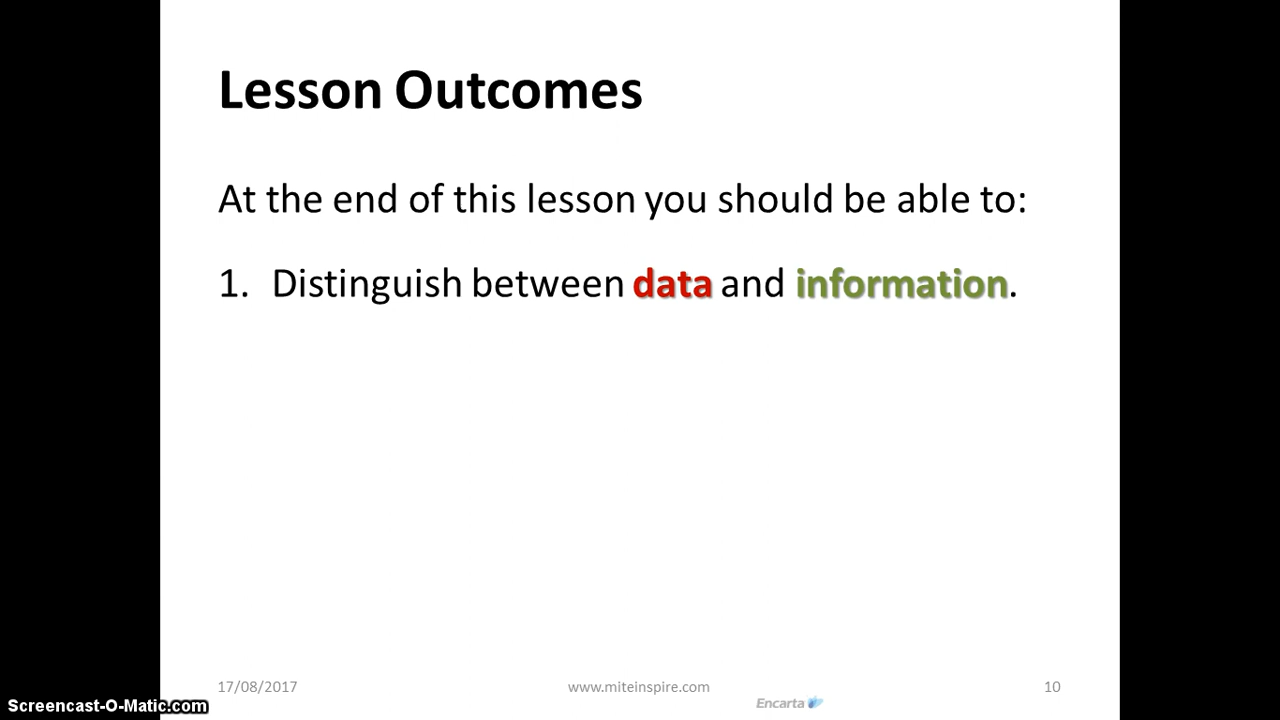 Lesson Outcomes
At the end of this lesson you should be able to:
1. Distinguish between data and information.
17/08/2017
www.miteinspire.com
10
Encarta
Screencast-O-Matic.com